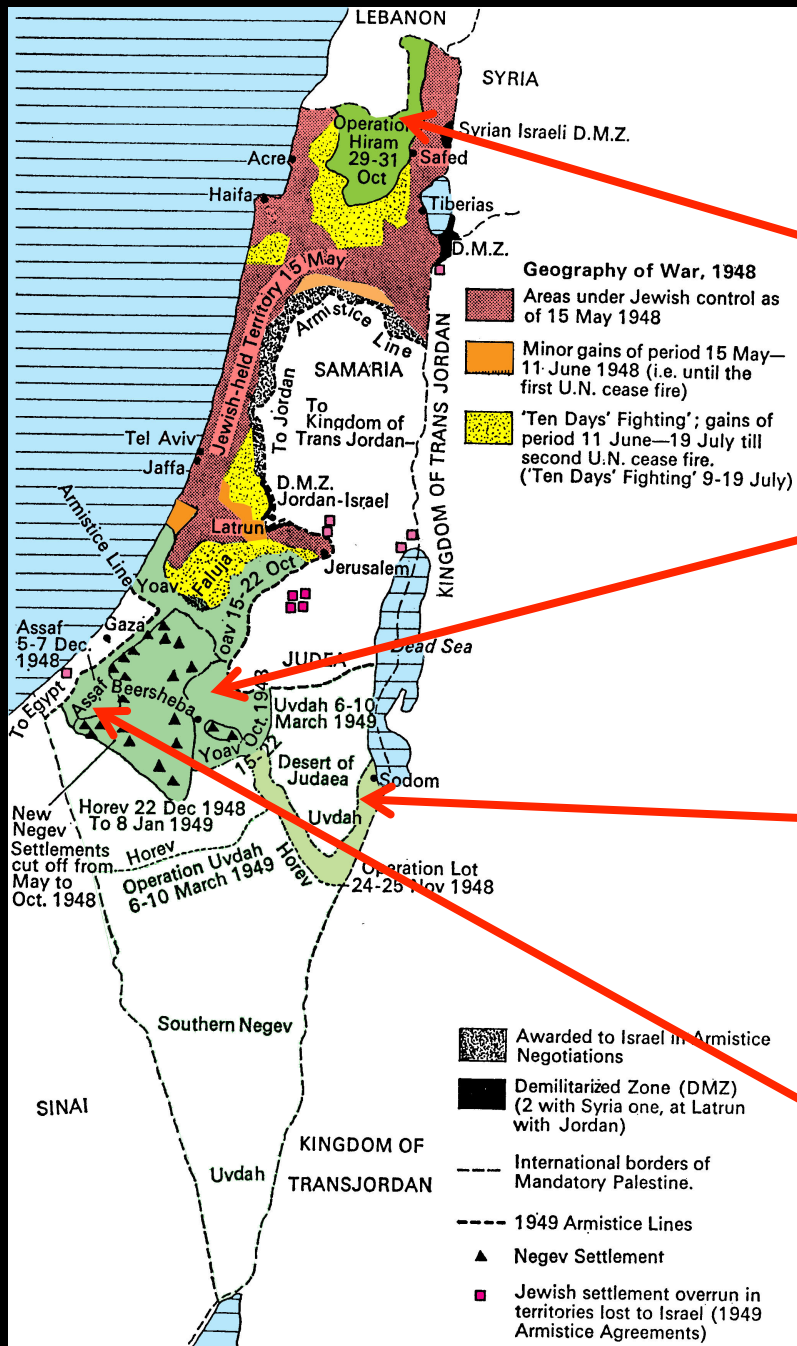 LEBANON
SYRIA
Operation
Hiram
29-31
Oct
Syrian Israeli D.M.Z.
Acre
Safed
Haifa
Tiberias
D.M.Z.
Geography of War, 1948
Areas under Jewish control as
of 15 May 1948
Minor gains of period 15 May—
11 June 1948 (i.e. until the
first U.N. cease fire)
'Ten Days' Fighting'; gains of
period 11 June—19 July till
second U.N. cease fire.
('Ten Days' Fighting' 9-19 July)
Jewish-held Territory 15 May
Armistice Line
SAMARIA
To Jordan
To
Kingdom of
Trans Jordan
KINGDOM OF TRANS JORDAN
Tel Aviv
Jaffa
D.M.Z.
Jordan-Israel
Latrun
Armistice Line
Jerusalem
Yoav
Faluja
oav 15-22 Oct
Gaza
Assaf
5-7 Dec.
1948
JUDEA
Dead Sea
To Egypt
Assaf
Beersheba
Yoav Oct. 1948
15-22
Uvdah 6-10
March 1949
Desert of
Judaea
Sodom
Uvdah
New
Negev
Settlements
cut off from
May to
Oct. 1948
Horev 22 Dec 1948
To 8 Jan 1949
Horev
Operation Uvdah
6-10 March 1949
Horev
Operation Lot
24-25 Nov 1948
Southern Negev
SINAI
KINGDOM OF
TRANSJORDAN
Uvdah
Awarded to Israel in Armistice
Negotiations
Demilitarized Zone (DMZ)
(2 with Syria one, at Latrun
with Jordan)
International borders of
Mandatory Palestine.
1949 Armistice Lines
Negev Settlement
Jewish settlement overrun in
territories lost to Israel (1949
Armistice Agreements)